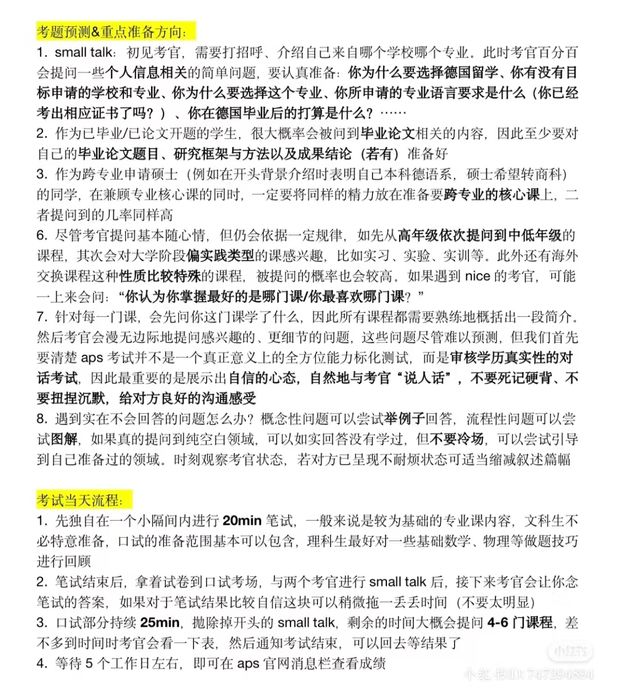 考题预测&重点准备方向：
1. small talk：初见考官，需要打招呼、介绍自己来自哪个学校哪个专业。此时考官百分百
会提问一些个人信息相关的简单问题，要认真准备：你为什么要选择德国留学、你有没有目
标申请的学校和专业、你为什么要选择这个专业、你所申请的专业语言要求是什么（你已经
考出相应证书了吗？）、你在德国毕业后的打算是什么？……
2. 作为已毕业/已论文开题的学生，很大概率会被问到毕业论文相关的内容，因此至少要对
自己的毕业论文题目、研究框架与方法以及成果结论（若有）准备好
3. 作为跨专业申请硕士（例如在开头背景介绍时表明自己本科德语系，硕士希望转商科）
的同学，在兼顾专业核心课的同时，一定要将同样的精力放在准备要跨专业的核心课上，二
者提问到的几率同样高
6. 尽管考官提问基本随心情，但仍会依据一定规律，如先从高年级依次提问到中低年级的
课程，其次会对大学阶段偏实践类型的课感兴趣，比如实习、实验、实训等。此外还有海外
交换课程这种性质比较特殊的课程，被提问的概率也会较高。如果遇到 nice 的考官，可能
一上来会问：“你认为你掌握最好的是哪门课/你最喜欢哪门课？”
7. 针对每一门课，会先问你这门课学了什么，因此所有课程都需要熟练地概括出一段简介。
然后考官会漫无边际地提问感兴趣的、更细节的问题，这些问题尽管难以预测，但我们首先
要清楚 aps 考试并不是一个真正意义上的全方位能力标化测试，而是审核学历真实性的对
话考试，因此最重要的是展示出自信的心态，自然地与考官“说人话”，不要死记硬背、不
要扭捏沉默，给对方良好的沟通感受
8. 遇到实在不会回答的问题怎么办？概念性问题可以尝试举例子回答，流程性问题可以尝
试图解，如果真的提问到纯空白领域，可以如实回答没有学过，但不要冷场，可以尝试引导
到自己准备过的领域。时刻观察考官状态，若对方已呈现不耐烦状态可适当缩减叙述篇幅
考试当天流程：
1. 先独自在一个小隔间内进行 20min 笔试，一般来说是较为基础的专业课内容，文科生不
必特意准备，口试的准备范围基本可以包含，理科生最好对一些基础数学、物理等做题技巧
进行回顾
2. 笔试结束后，拿着试卷到口试考场，与两个考官进行 small talk 后，接下来考官会让你念
笔试的答案，如果对于笔试结果比较自信这块可以稍微拖一丢丢时间（不要太明显）
3. 口试部分持续 25min，抛除掉开头的 small talk，剩余的时间大概会提问 4-6 门课程，差
不多到时间时考官会看一下表，然后通知考试结束，可以回去等结果了
4. 等待 5 个工作日左右，即可在 aps 官网消息栏查看成绩
小红书
小红书ID: 747394894